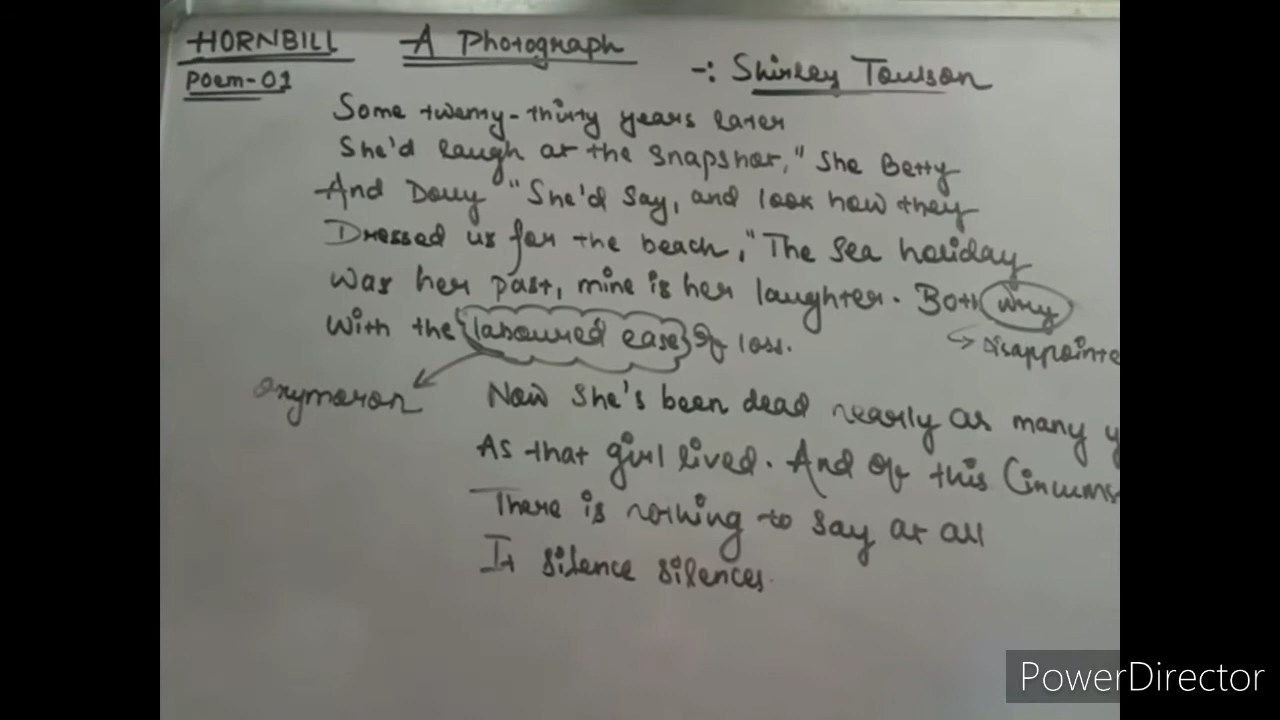 HORNBILL A Photograph
Poem-01 -: Shirley Toulson
Some twenty-thirty years later
She'd laugh at the snapshot," She Betty
And Dolly "She'd say, and look how they
Dressed us for the beach," The sea holiday
was her past, mine is her laughter. Both wry
with the laboured ease Of loss.
Disappointe
oxymoron
Now she's been dead nearly as many y
As that girl lived. And of this Circums
There is nothing to say at all
It silence silences.
PowerDirector